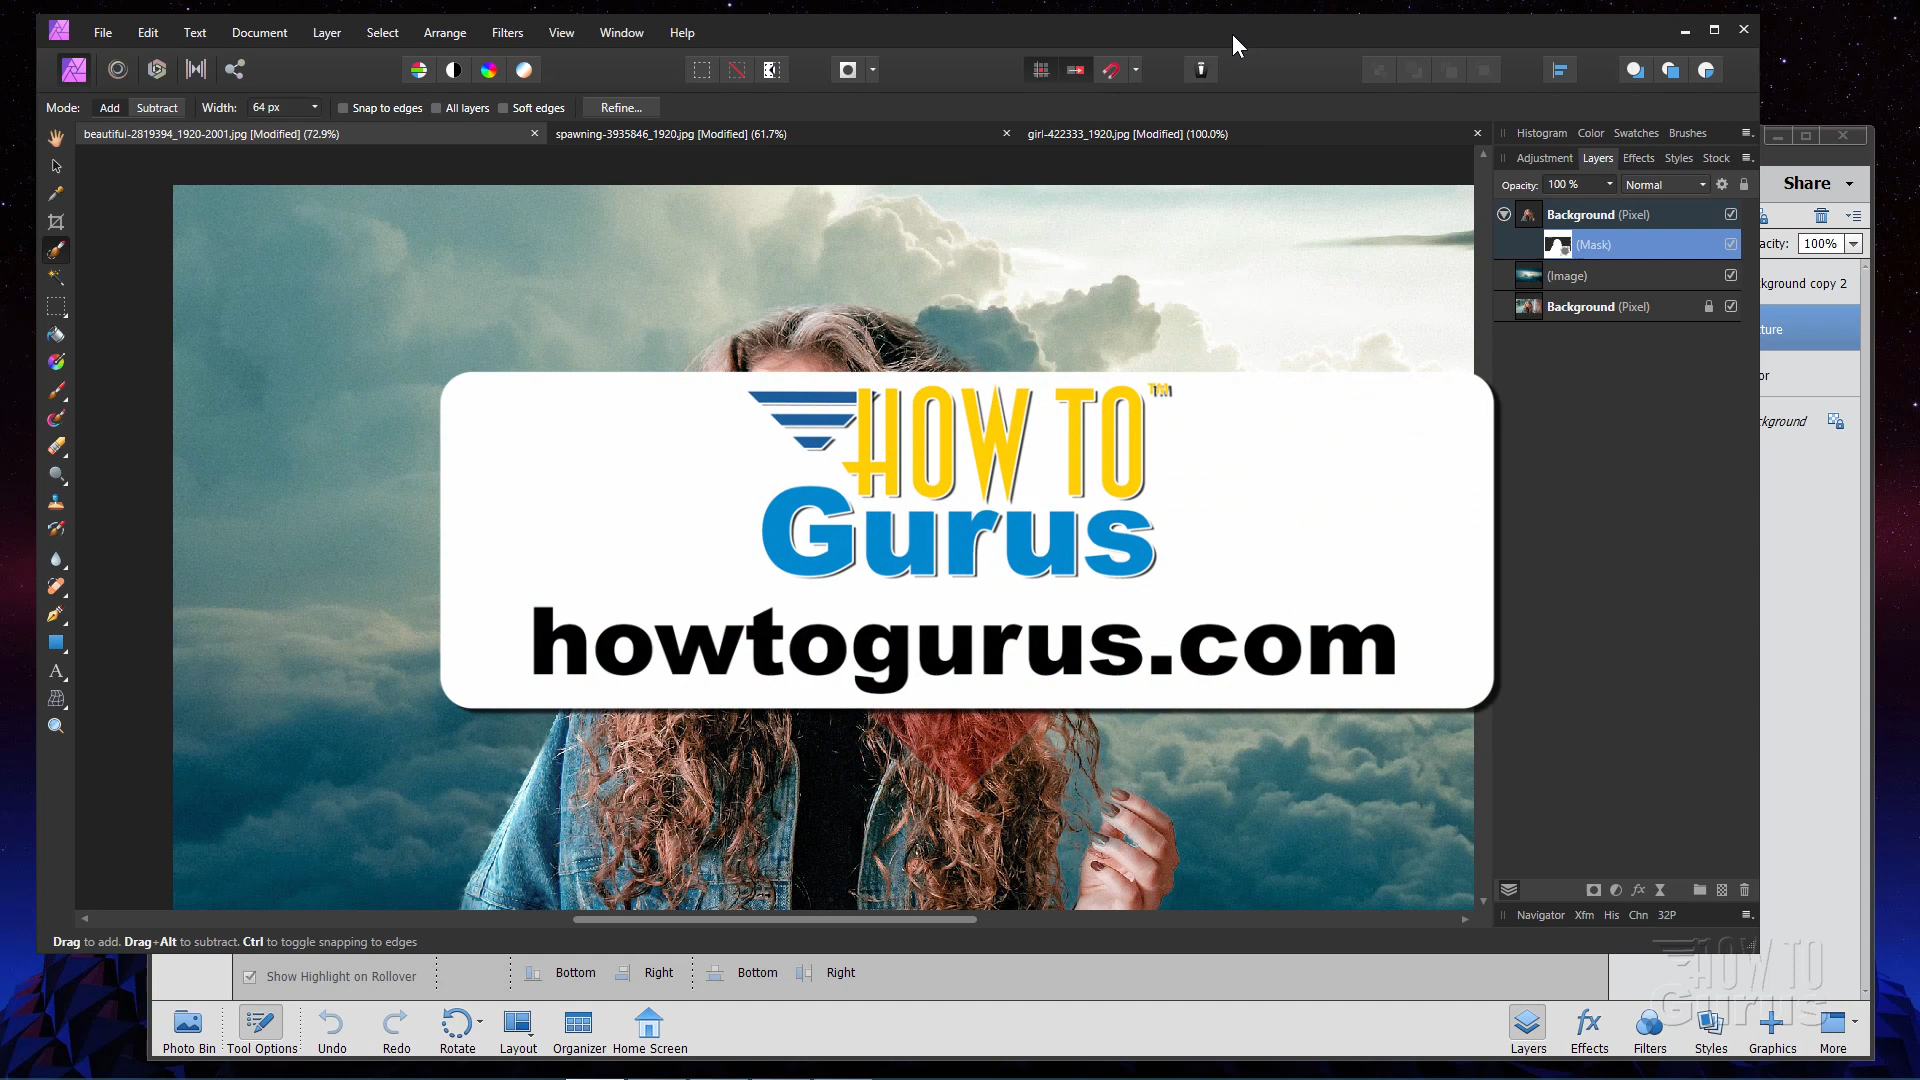 File Edit Text Document Layer Select Arrange Filters View Window Help
Mode: Add Subtract Width: 64 px Snap to edges All layers Soft edges Refine...
beautiful-2819394_1920-2001.jpg [Modified] (72.9%) spawning-3935846_1920.jpg [Modified] (61.7%) girl-422333_1920.jpg [Modified] (100.0%)
Histogram Color Swatches Brushes
Adjustment Layers Effects Styles Stock
Opacity: 100 % Normal
Background (Pixel)
(Mask)
(Image)
Background (Pixel)
Share
acity: 100%
kground copy 2
ture
or
kground
HOW TO™
Gurus
howtogurus.com
Navigator Xfm His Chn 32P
Drag to add. Drag+Alt to subtract. Ctrl to toggle snapping to edges
Show Highlight on Rollover Bottom Right Bottom Right
HOW TO
Gurus
Photo Bin Tool Options Undo Redo Rotate Layout Organizer Home Screen Layers Effects Filters Styles Graphics More